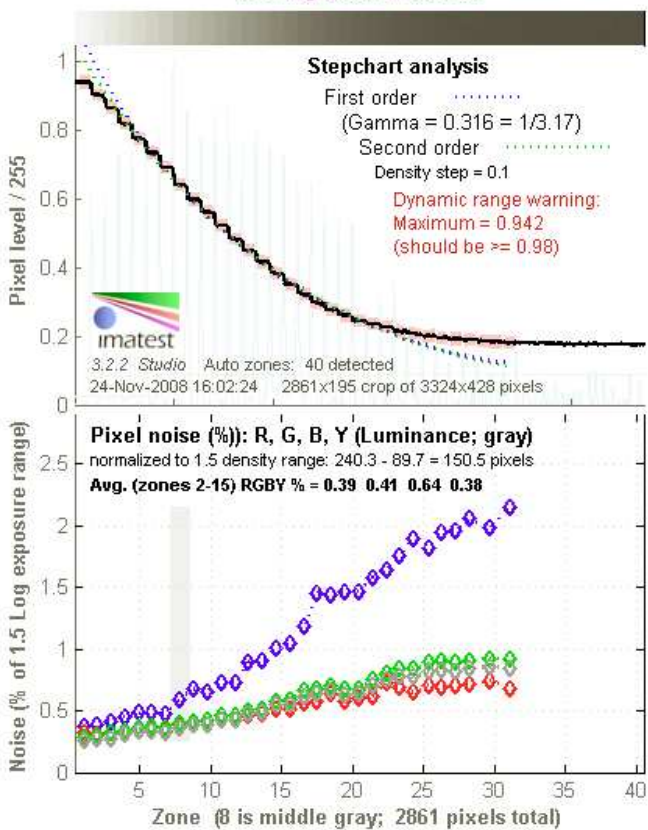 1
0.8
0.6
0.4
0.2
0
Pixel level / 255
Stepchart analysis
First order
(Gamma = 0.316 = 1/3.17)
Second order
Density step = 0.1
Dynamic range warning:
Maximum = 0.942
(should be >= 0.98)
imatest
3.2.2 Studio Auto zones: 40 detected
24-Nov-2008 16:02:24 2861x195 crop of 3324x428 pixels
Pixel noise (%)): R, G, B, Y (Luminance; gray)
normalized to 1.5 density range: 240.3 - 89.7 = 150.5 pixels
Avg. (zones 2-15) RGBY % = 0.39 0.41 0.64 0.38
2.5
2
1.5
1
0.5
0
Noise (% of 1.5 Log exposure range)
5 10 15 20 25 30 35 40
Zone (8 is middle gray; 2861 pixels total)